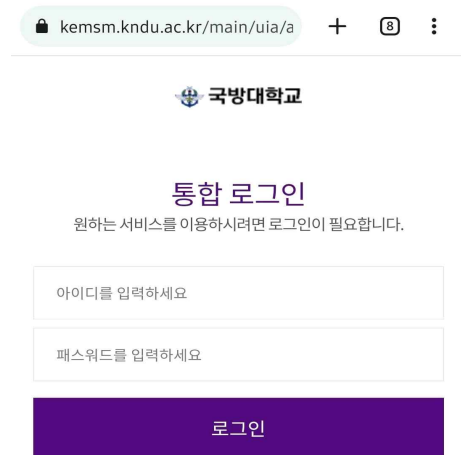 kemsm.kndu.ac.kr/main/uia/a
8
국방대학교
통합 로그인
원하는 서비스를 이용하시려면 로그인이 필요합니다.
아이디를 입력하세요
패스워드를 입력하세요
로그인